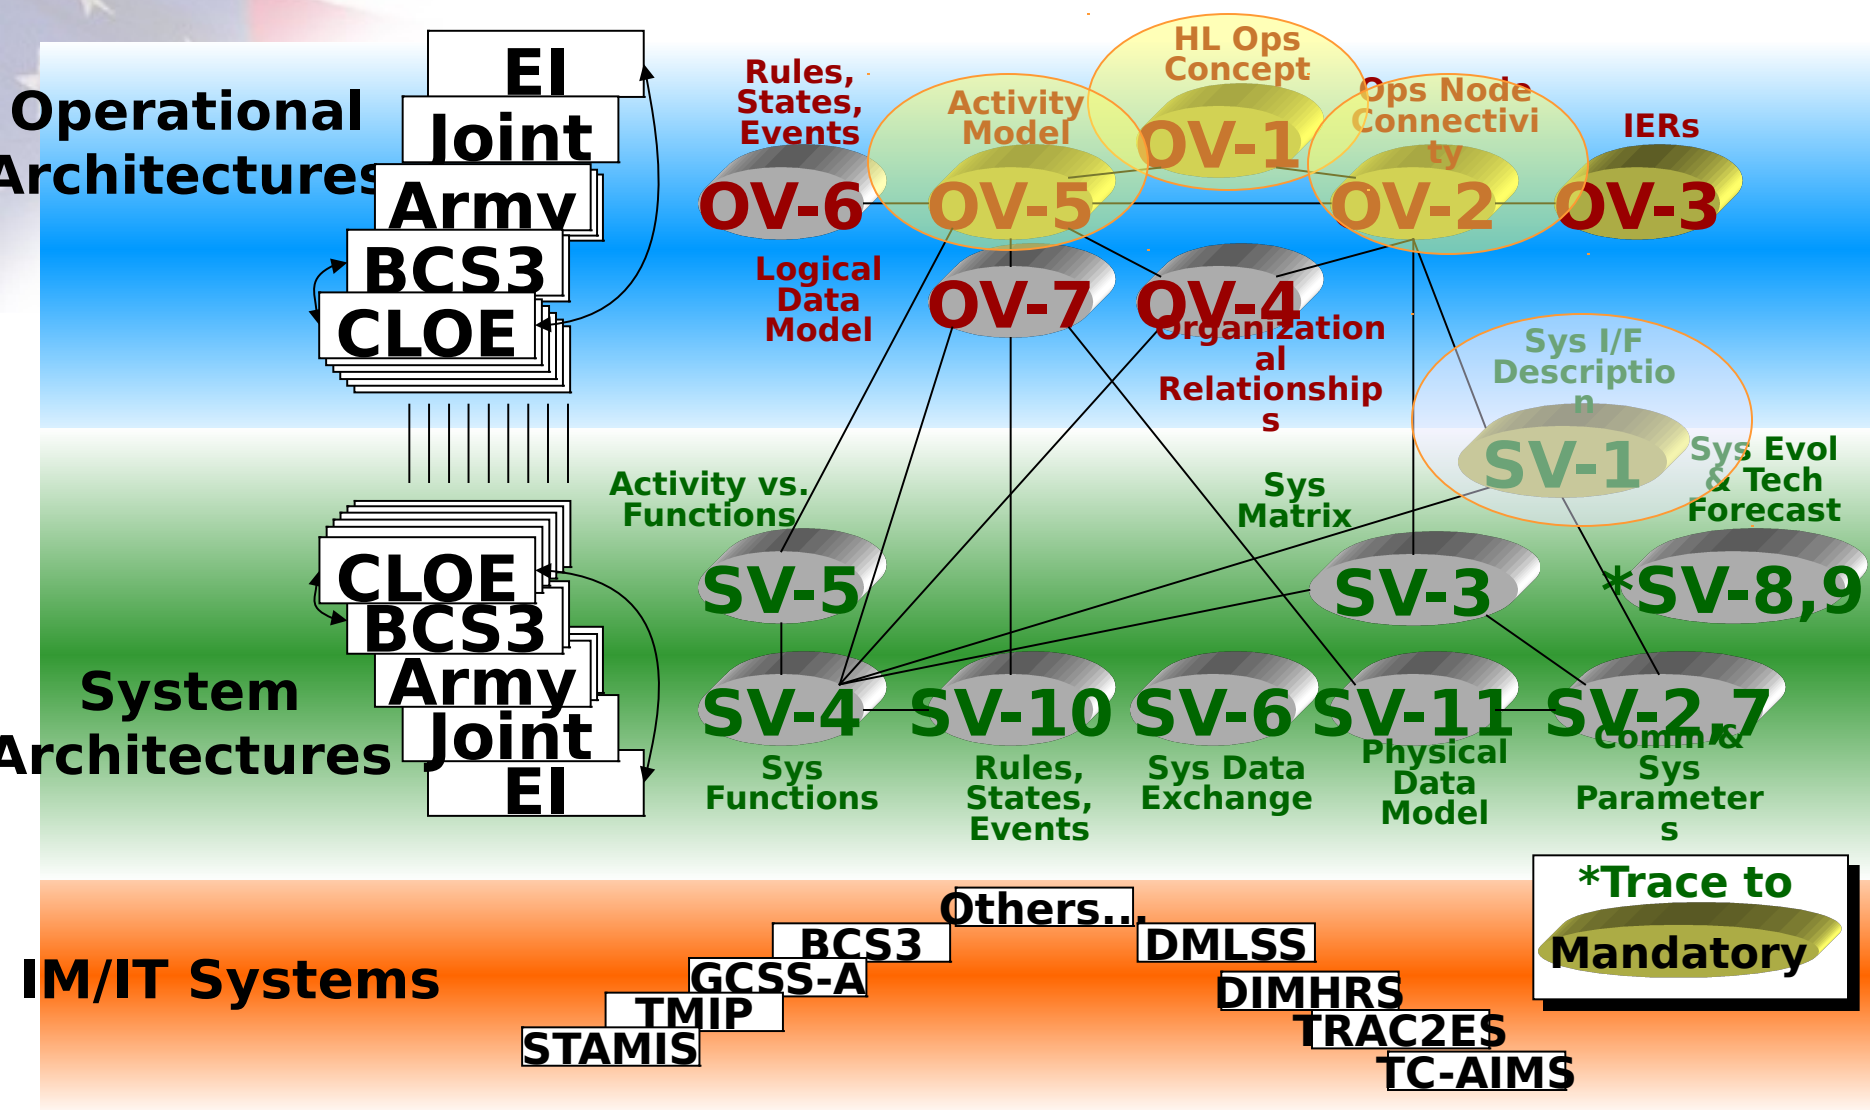 Operational
Architectures
EI
Joint
Army
BCS3
CLOE
Rules,
States,
Events
OV-6
Activity
Model
OV-5
HL Ops
Concept
OV-1
Ops Node
Connectivi
ty
OV-2
IERs
OV-3
Logical
Data
Model
OV-7
OV-4
Organization
al
Relationship
s
Sys I/F
Descriptio
n
SV-1
Activity vs.
Functions
SV-5
Sys
Matrix
SV-3
Sys Evol
& Tech
Forecast
*SV-8,9
System
Architectures
CLOE
BCS3
Army
Joint
EI
SV-4
Sys
Functions
SV-10
Rules,
States,
Events
SV-6
Sys Data
Exchange
SV-11
Physical
Data
Model
SV-2,7
Comm &
Sys
Parameter
s
IM/IT Systems
Others...
BCS3
GCSS-A
TMIP
STAMIS
DMLSS
DIMHRS
TRAC2ES
TC-AIMS
*Trace to
Mandatory